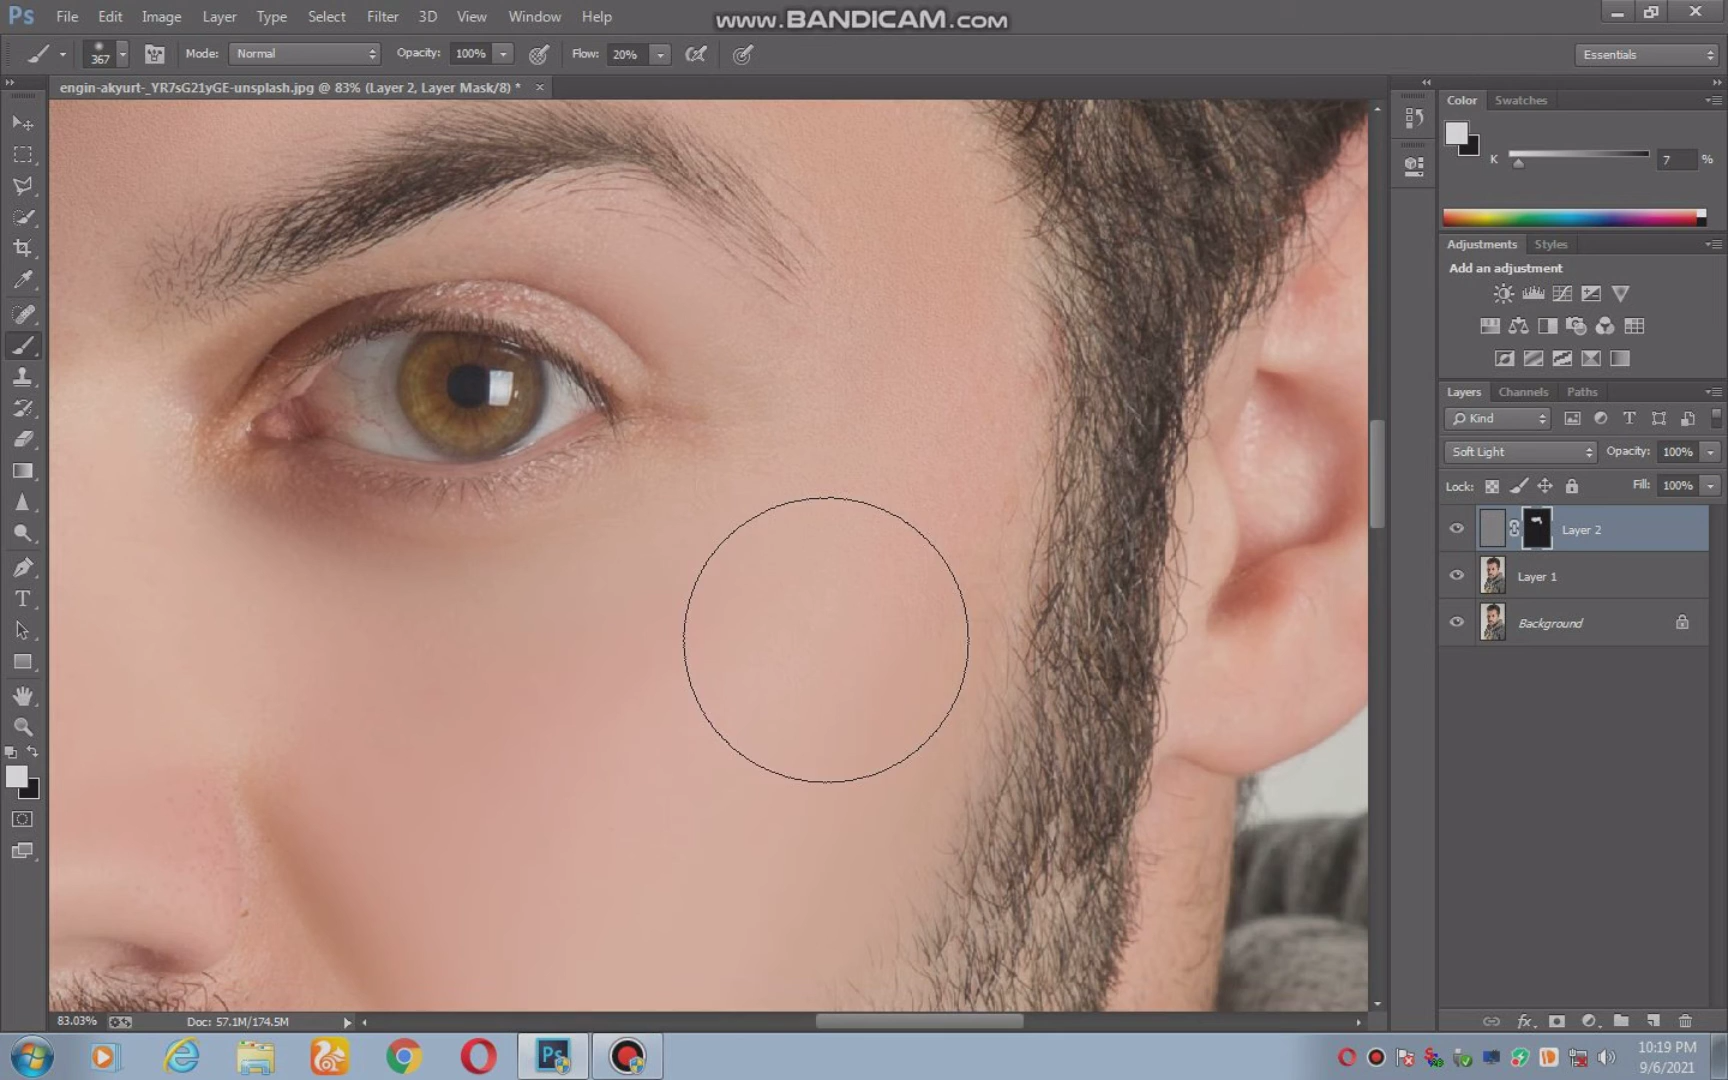 Ps File Edit Image Layer Type Select Filter 3D View Window Help
www.BANDICAM.com
367 Mode: Normal Opacity: 100% Flow: 20% Essentials
engin-akyurt-_YR7sG21yGE-unsplash.jpg @ 83% (Layer 2, Layer Mask/8) *
Color Swatches
K 7 %
Adjustments Styles
Add an adjustment
Layers Channels Paths
Kind
Soft Light Opacity: 100%
Lock: Fill: 100%
Layer 2
Layer 1
Background
83.03% Doc: 57.1M/174.5M
Ps
10:19 PM
9/6/2021